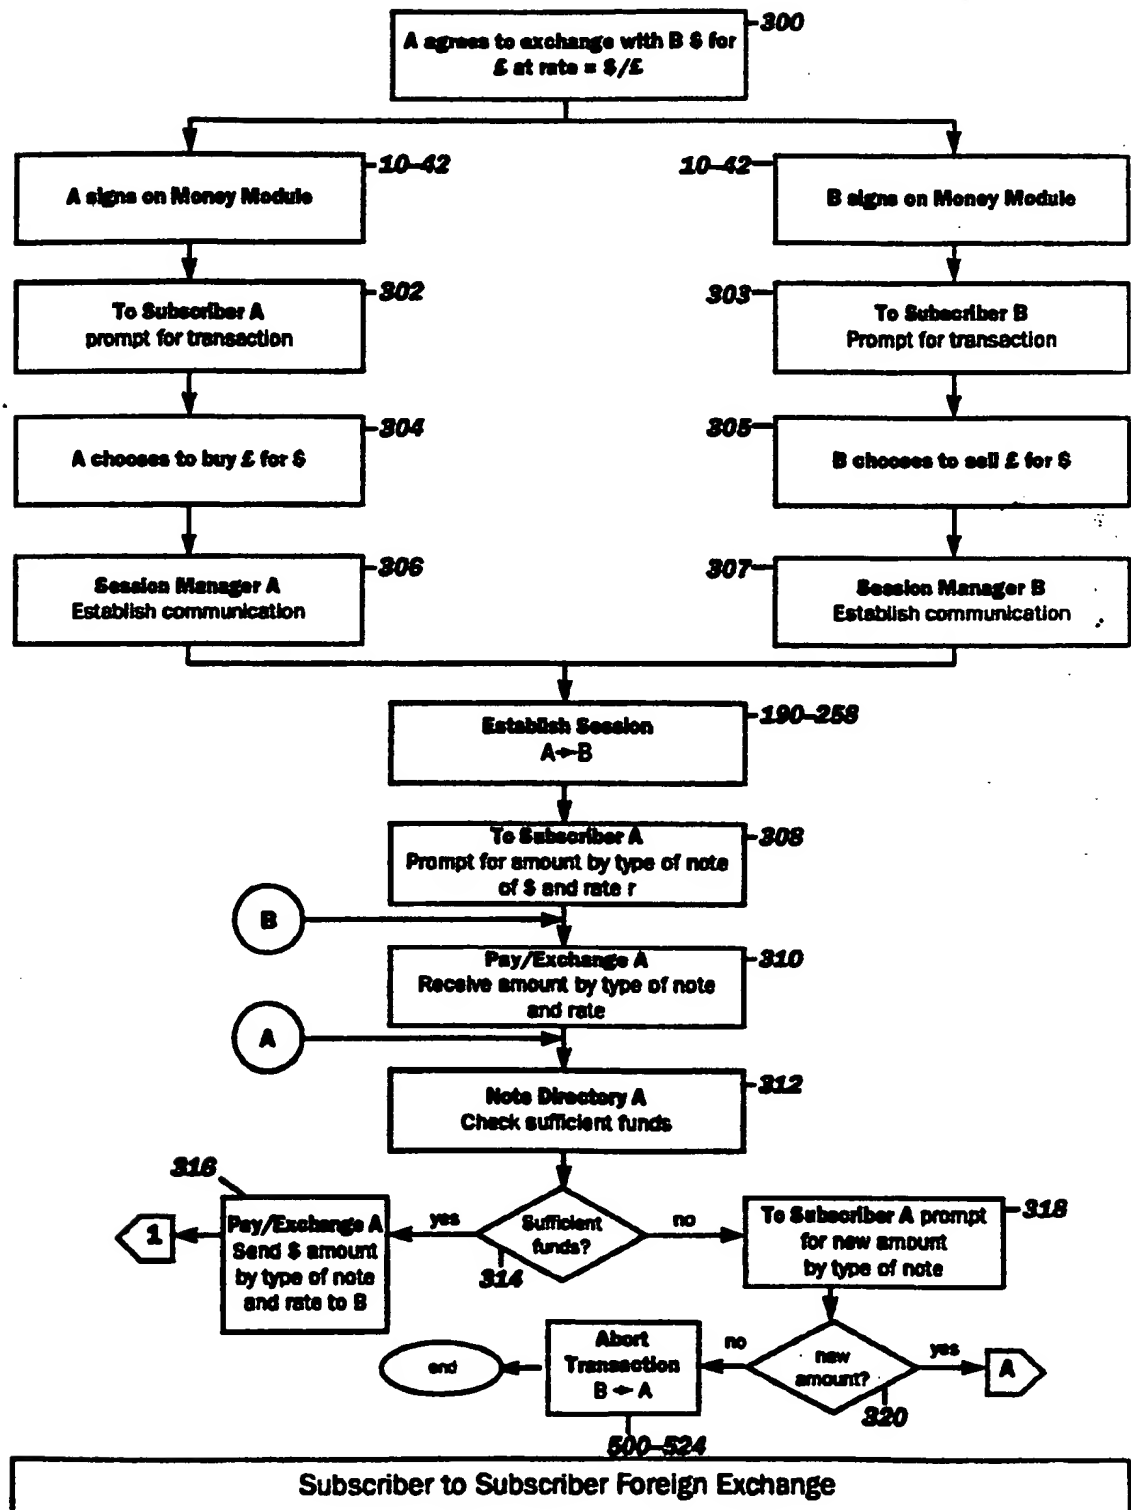 300
A agrees to exchange with B $ for
£ at rate = $/£
10-42
A signs on Money Module
10-42
B signs on Money Module
302
To Subscriber A
prompt for transaction
303
To Subscriber B
Prompt for transaction
304
A chooses to buy £ for $
305
B chooses to sell £ for $
306
Session Manager A
Establish communication
307
Session Manager B
Establish communication
190-258
Establish Session
A→B
308
To Subscriber A
Prompt for amount by type of note
of $ and rate r
B
310
Pay/Exchange A
Receive amount by type of note
and rate
A
312
Note Directory A
Check sufficient funds
316
Pay/Exchange A
Send $ amount
by type of note
and rate to B
1
yes
Sufficient
funds?
314
no
318
To Subscriber A prompt
for new amount
by type of note
end
Abort
Transaction
B ← A
500-524
no
new
amount?
320
yes
A
Subscriber to Subscriber Foreign Exchange